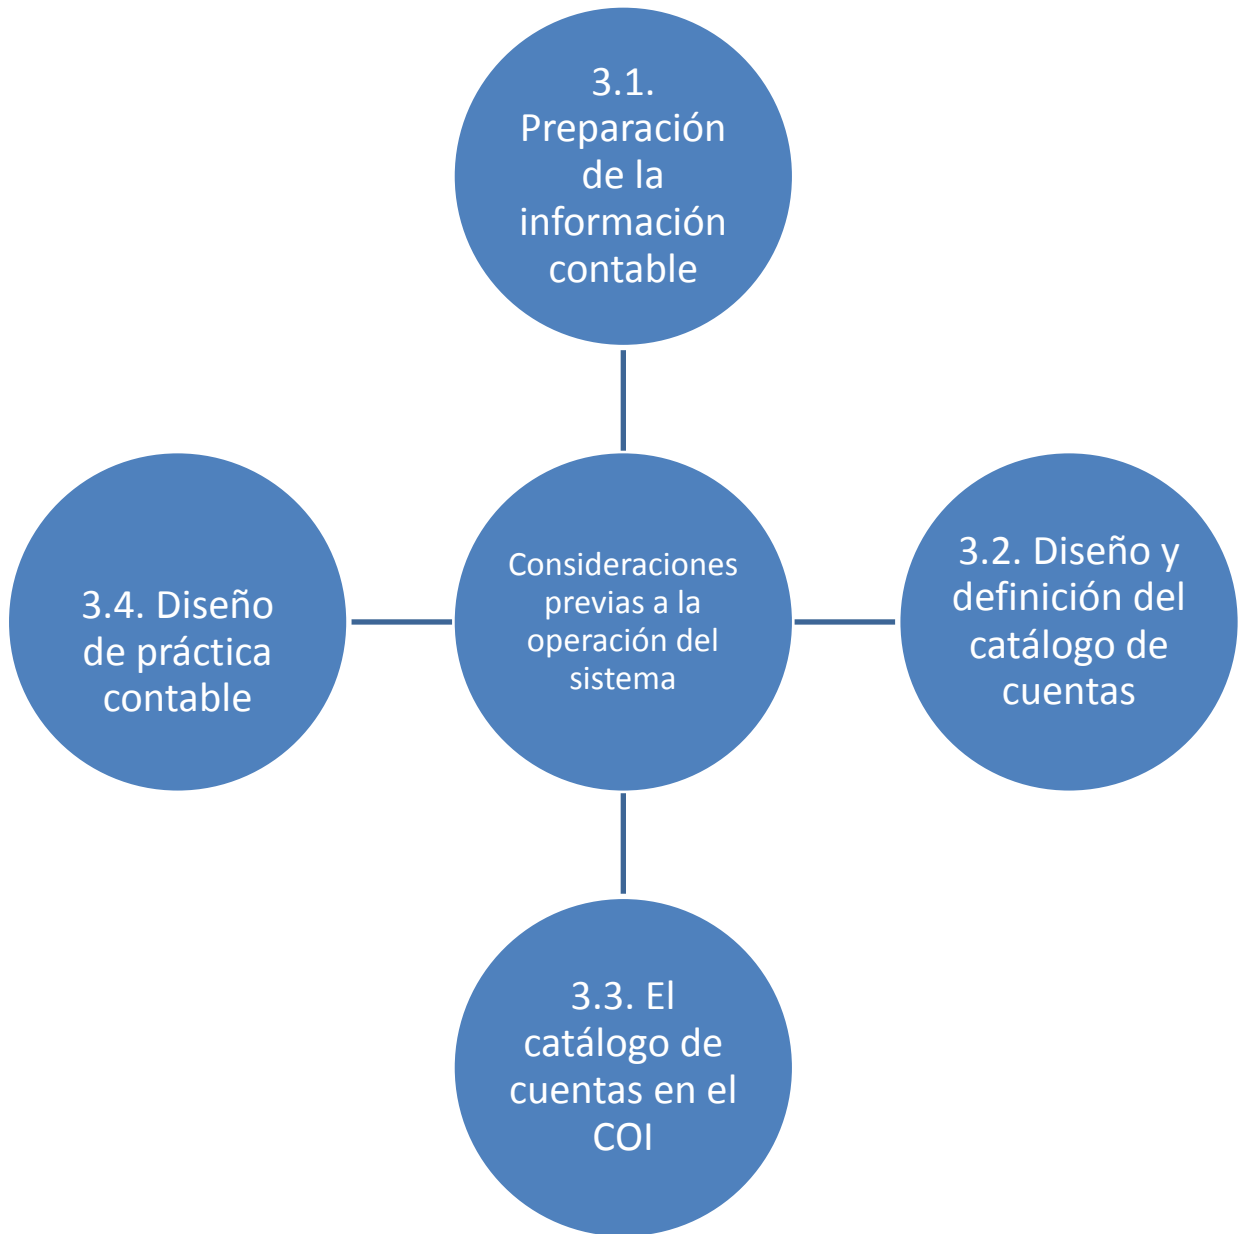 3.1.
Preparación
de la
información
contable
Consideraciones
previas a la
operación del
sistema
3.2. Diseño y
definición del
catálogo de
cuentas
3.3. El
catálogo de
cuentas en el
COI
3.4. Diseño
de práctica
contable